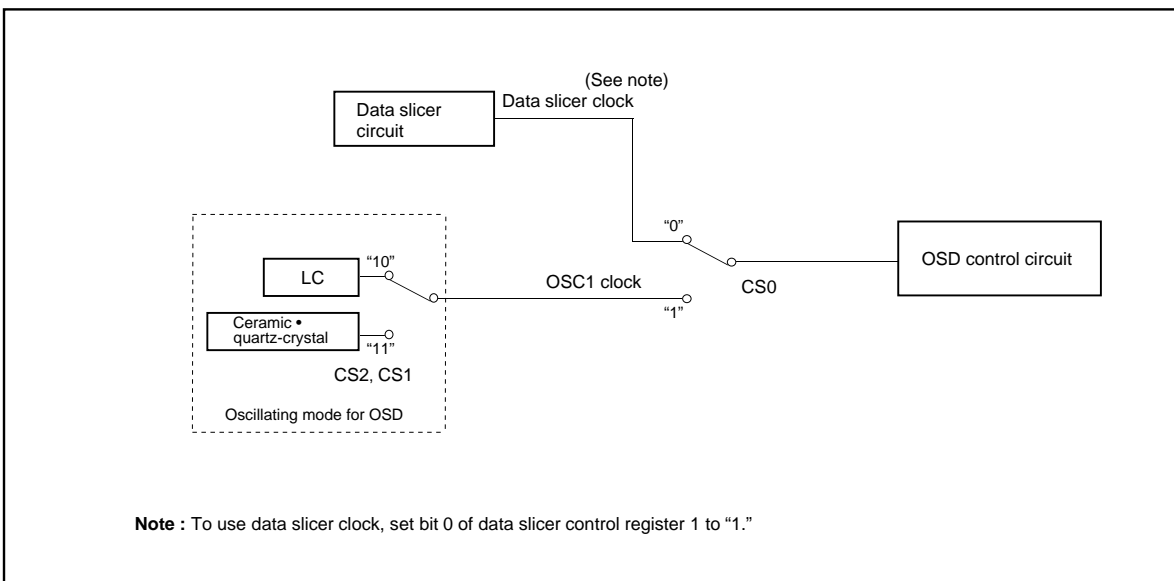 (See note)
Data slicer clock
Data slicer
circuit
“0”
OSD control circuit
“10”
LC
OSC1 clock
CS0
“1”
Ceramic •
quartz-crystal
“11”
CS2, CS1
Oscillating mode for OSD
Note : To use data slicer clock, set bit 0 of data slicer control register 1 to “1.”